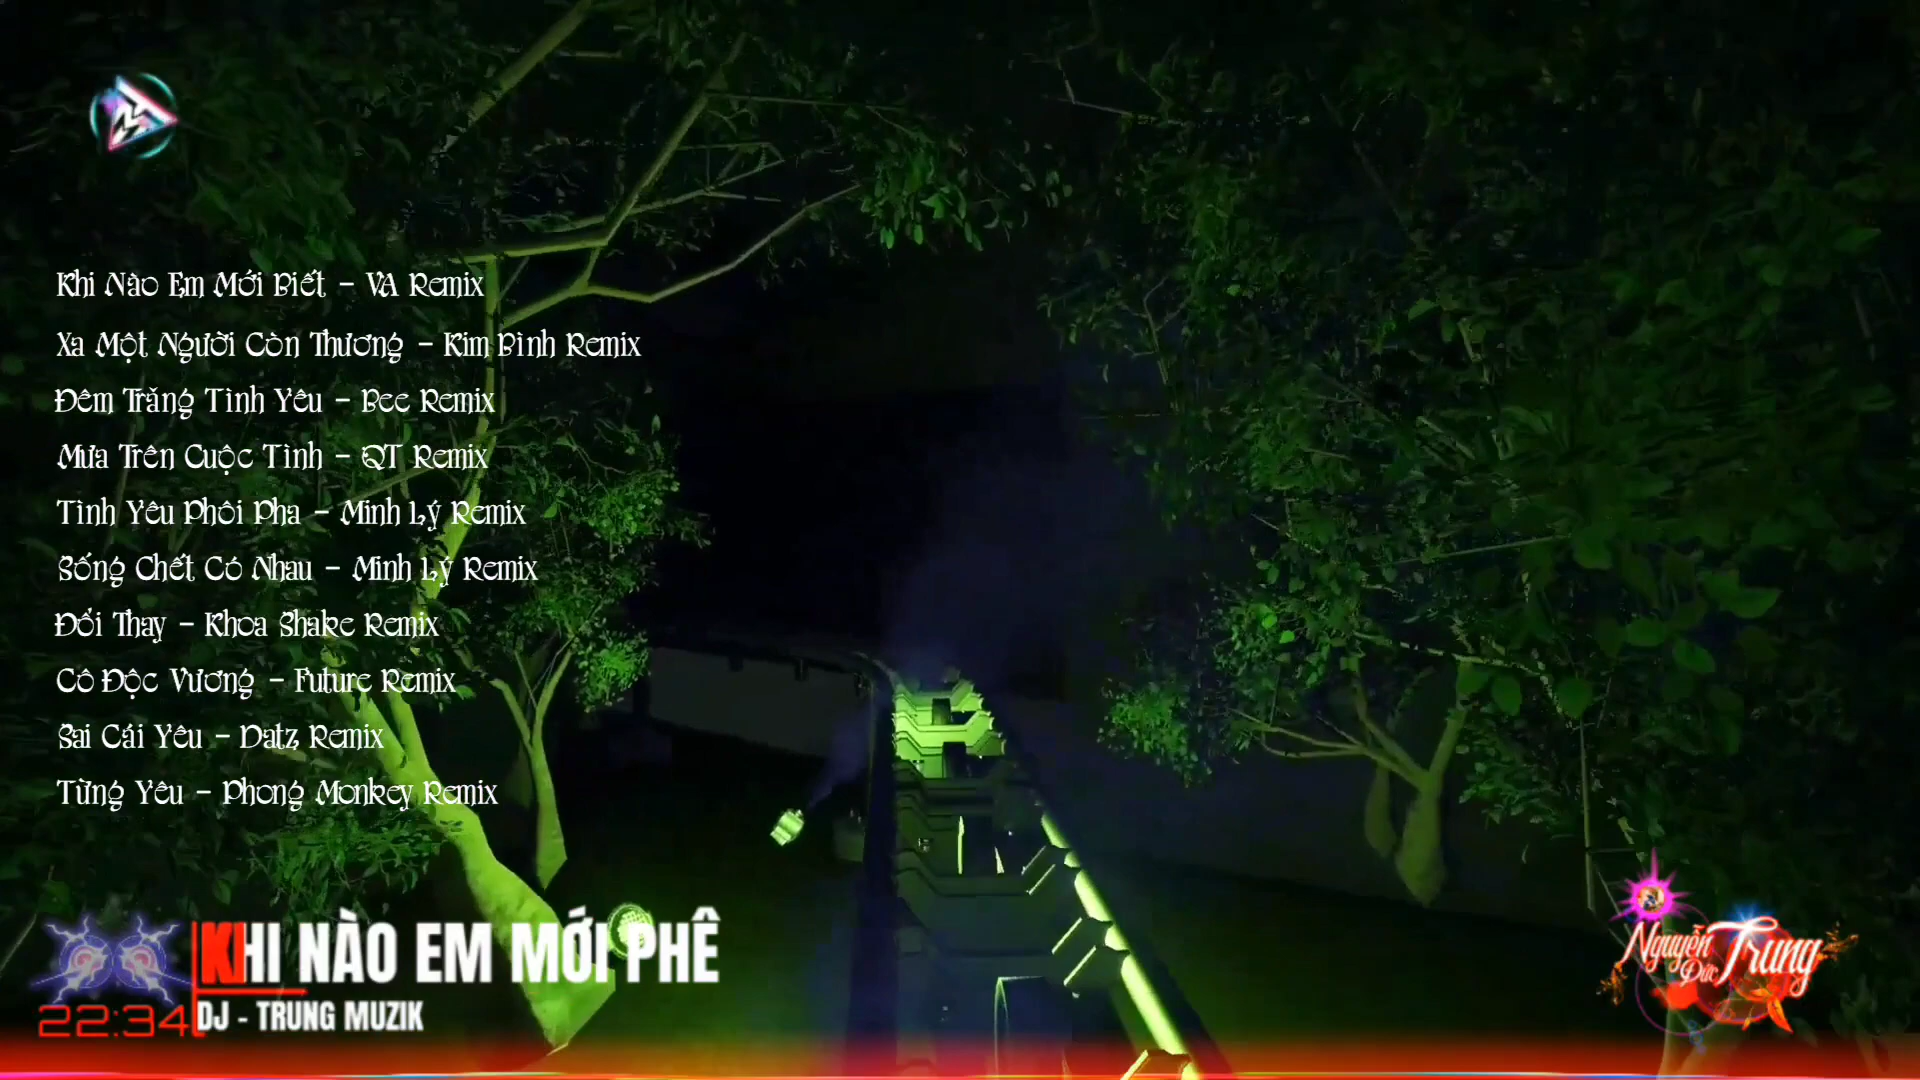 Khi Nào Em Mới Biết - VA Remix
Xa Một Người Còn Thương - Kim Bình Remix
Đêm Trắng Tình Yêu - Bee Remix
Mưa Trên Cuộc Tình - QT Remix
Tình Yêu Phôi Pha - Minh Lý Remix
Sống Chết Có Nhau - Minh Lý Remix
Đổi Thay - Khoa Shake Remix
Cô Độc Vương - Future Remix
Sai Cái Yêu - Datz Remix
Từng Yêu - Phong Monkey Remix
KHI NÀO EM MỚI PHÊ
22:34
DJ - TRUNG MUZIK
Nguyễn Đức Trung